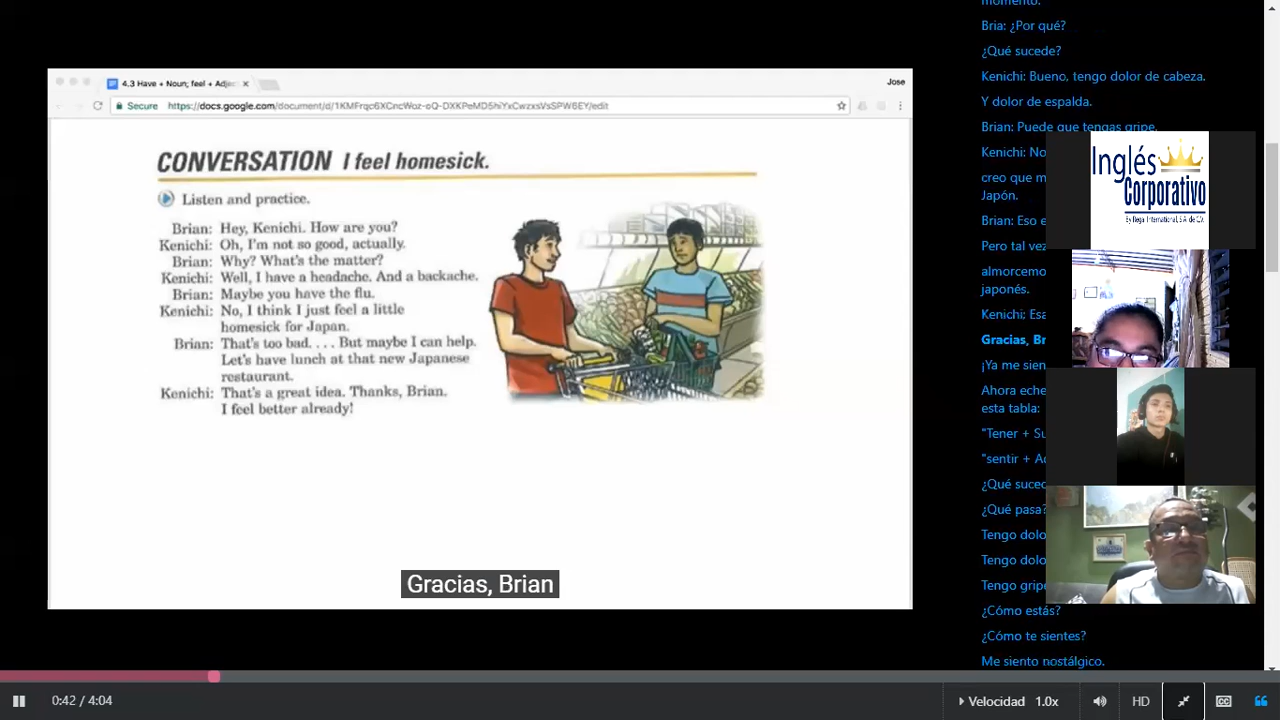 4.3 Have + Noun; feel + Adje
Jose
Secure
https://docs.google.com/document/d/1KMFrqc6XCncWoz-oQ-DXKPeMD5hiYxCwzxsVsSPW6EY/edit
CONVERSATION I feel homesick.
Listen and practice.
Brian: Hey, Kenichi. How are you?
Kenichi: Oh, I'm not so good, actually.
Brian: Why? What's the matter?
Kenichi: Well, I have a headache. And a backache.
Brian: Maybe you have the flu.
Kenichi: No, I think I just feel a little
homesick for Japan.
Brian: That's too bad. . . . But maybe I can help.
Let's have lunch at that new Japanese
restaurant.
Kenichi: That's a great idea. Thanks, Brian.
I feel better already!
Gracias, Brian
momento.
Bria: ¿Por qué?
¿Qué sucede?
Kenichi: Bueno, tengo dolor de cabeza.
Y dolor de espalda.
Brian: Puede que tengas gripe.
Kenichi: No
creo que m
Japón.
Brian: Eso e
Pero tal vez
almorcemo
japonés.
Kenichi; Esa
Gracias, Br
¡Ya me sien
Ahora eche
esta tabla:
"Tener + Su
"sentir + Ad
¿Qué suced
¿Qué pasa?
Tengo dolo
Tengo dolo
Tengo gripe
¿Cómo estás?
¿Cómo te sientes?
Me siento nostálgico.
Inglés
Corporativo
By Regal International, S.A. de C.V.
0:42 / 4:04
Velocidad 1.0x
HD
CC